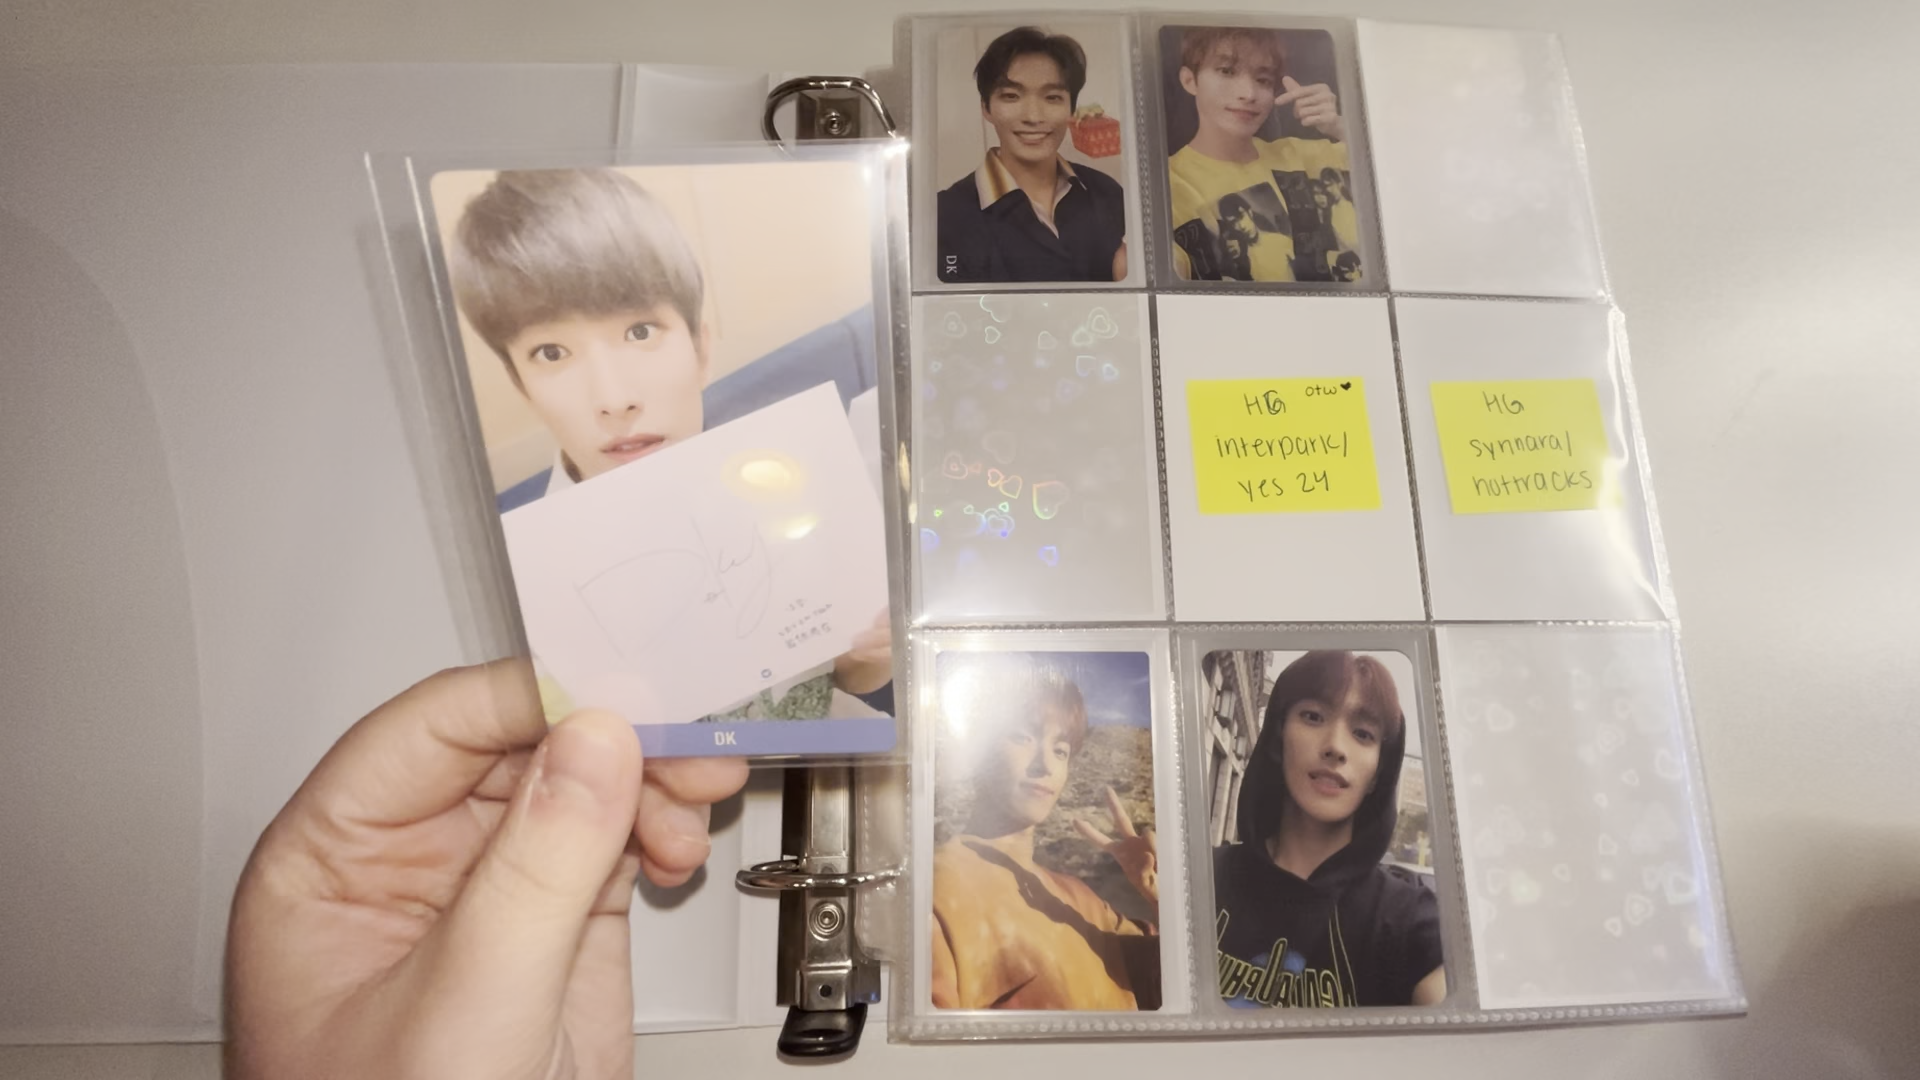 DK
DK
HG otw♥
interpark/
yes 24
HG
synnara/
hottracks